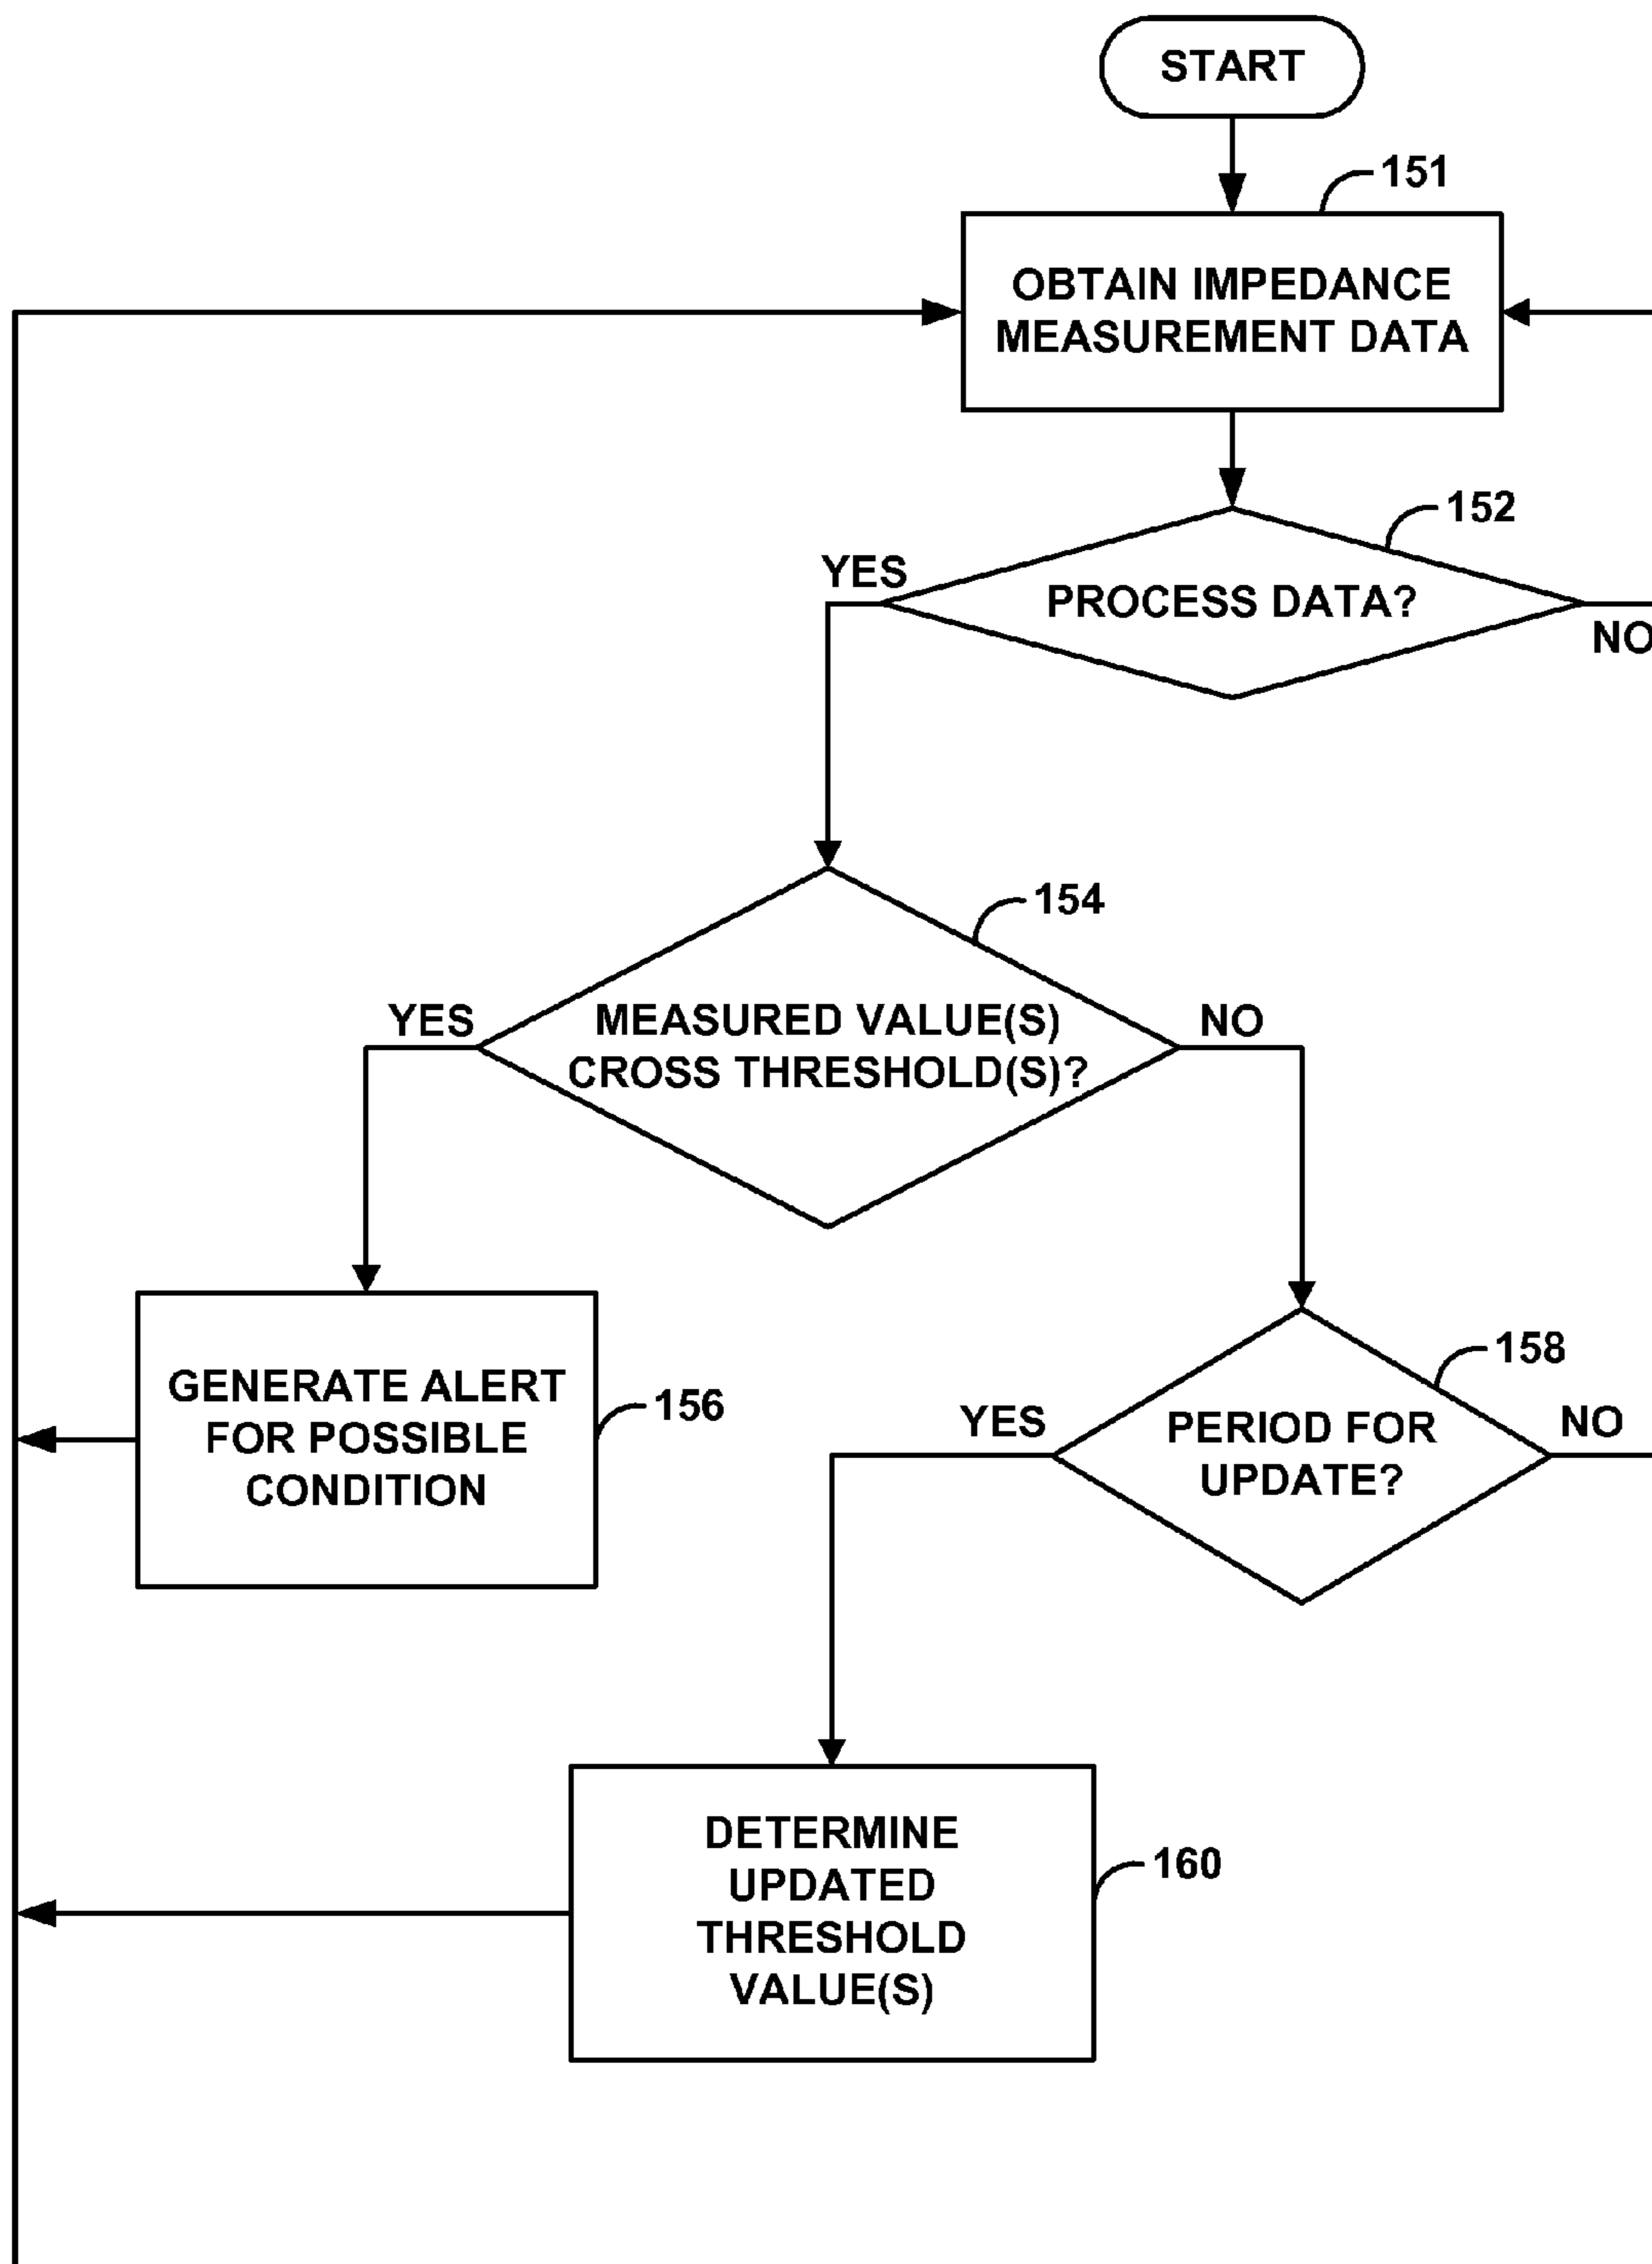 START
151
OBTAIN IMPEDANCE
MEASUREMENT DATA
152
YES
PROCESS DATA?
NO
154
YES
MEASURED VALUE(S)
CROSS THRESHOLD(S)?
NO
GENERATE ALERT
FOR POSSIBLE
CONDITION
156
158
YES
PERIOD FOR
UPDATE?
NO
DETERMINE
UPDATED
THRESHOLD
VALUE(S)
160